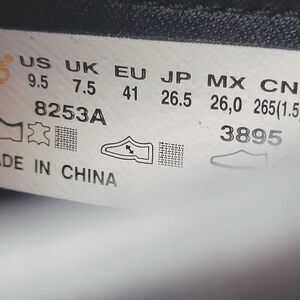 US UK EU JP MX CN
9.5 7.5 41 26.5 26,0 265(1.5)
8253A 3895
MADE IN CHINA